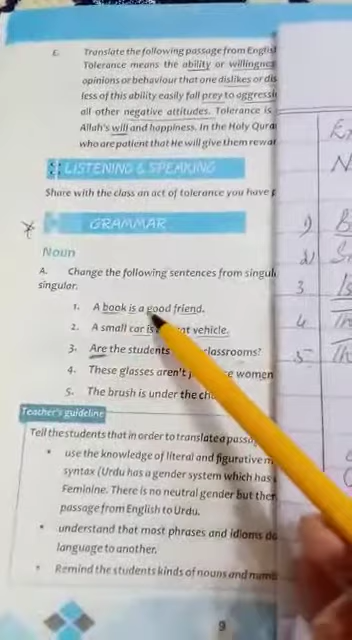 c. Translate the following passage from Englis
Tolerance means the ability or willingnes
opinions or behaviour that one dislikes or dis
less of this ability easily fall prey to aggressi
all other negative attitudes. Tolerance is
Allah's will and happiness. In the Holy Qura
who are patient that He will give them rewar
LISTENING & SPEAKING
Share with the class an act of tolerance you have
GRAMMAR
Noun
A. Change the following sentences from singul
singular.
1. A book is a good friend.
2. A small car is vehicle.
3. Are the students classrooms?
4. These glasses aren't women
5. The brush is under the ch
Teacher's guideline
Tell the students that in order to translate a passa
• use the knowledge of literal and figurative m
syntax (Urdu has a gender system which has
Feminine. There is no neutral gender but ther
passage from English to Urdu.
• understand that most phrases and idioms do
language to another.
• Remind the students kinds of nouns and num
9
1)
2)
3
4
5